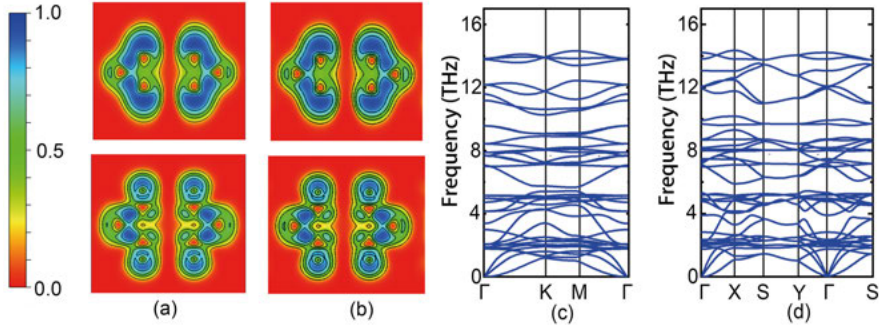 1.0
0.5
0.0
(a)
(b)
Frequency (THz)
16
12
8
4
0
Γ K M Γ
(c)
Frequency (THz)
16
12
8
4
0
Γ X S Y Γ S
(d)